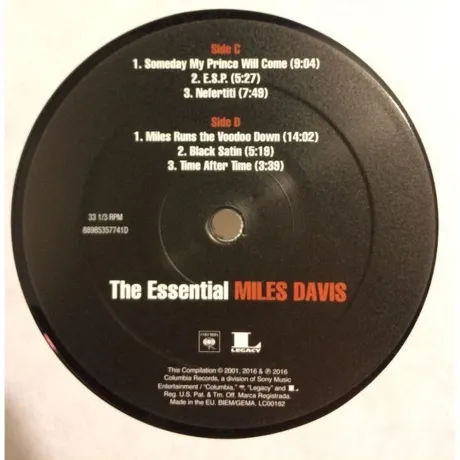 Side C
1. Someday My Prince Will Come (9:04)
2. E.S.P. (5:27)
3. Nefertiti (7:49)
Side D
1. Miles Runs the Voodoo Down (14:02)
2. Black Satin (5:19)
3. Time After Time (3:39)
33 1/3 RPM
88985357741D
The Essential MILES DAVIS
COLUMBIA
L
LEGACY
This Compilation © 2001, 2016 & ℗ 2016
Columbia Records, a division of Sony Music
Entertainment / "Columbia," "Legacy" and L,
Reg. U.S. Pat. & Tm. Off. Marca Registrada.
Made in the EU. BIEM/GEMA. LC00162